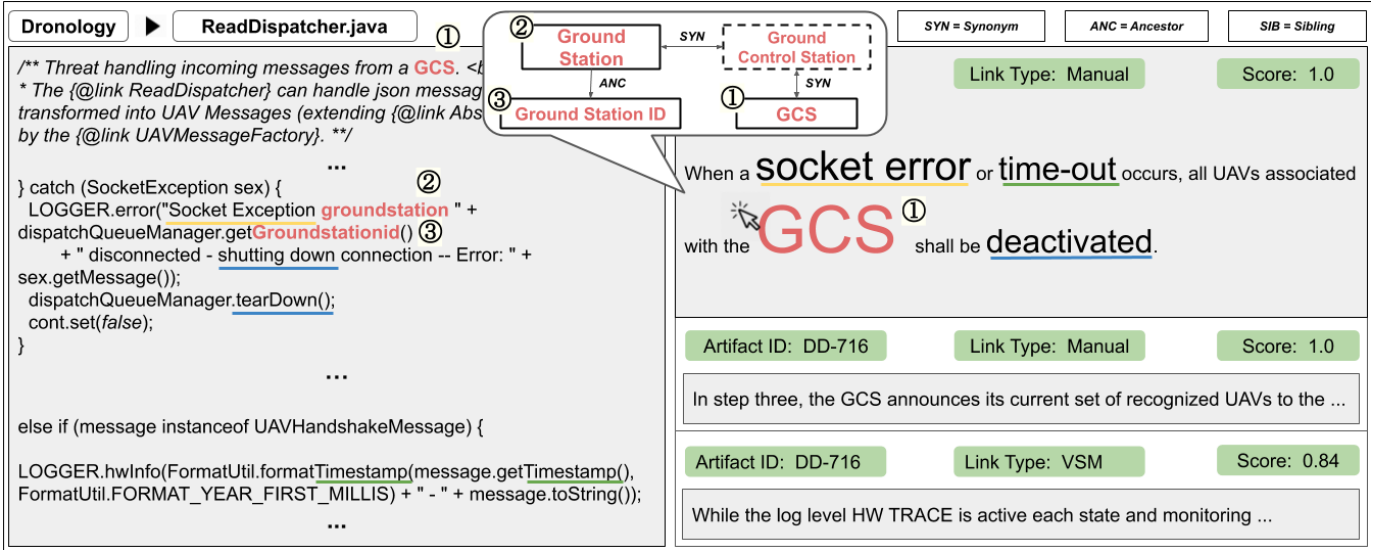 Dronology
ReadDispatcher.java
①
/** Threat handling incoming messages from a GCS. <b
* The {@link ReadDispatcher} can handle json messag
transformed into UAV Messages (extending {@link Abs
by the {@link UAVMessageFactory}. **/
...
} catch (SocketException sex) {
②
LOGGER.error("Socket Exception groundstation " +
dispatchQueueManager.getGroundstationid() ③
+ " disconnected - shutting down connection -- Error: " +
sex.getMessage());
dispatchQueueManager.tearDown();
cont.set(false);
}
...
else if (message instanceof UAVHandshakeMessage) {
LOGGER.hwInfo(FormatUtil.formatTimestamp(message.getTimestamp(),
FormatUtil.FORMAT_YEAR_FIRST_MILLIS) + " - " + message.toString());
...
② Ground
Station
SYN
Ground
Control Station
ANC
SYN
③ Ground Station ID
① GCS
SYN = Synonym
ANC = Ancestor
SIB = Sibling
Link Type: Manual
Score: 1.0
When a socket error or time-out occurs, all UAVs associated
with the GCS ① shall be deactivated.
Artifact ID: DD-716
Link Type: Manual
Score: 1.0
In step three, the GCS announces its current set of recognized UAVs to the ...
Artifact ID: DD-716
Link Type: VSM
Score: 0.84
While the log level HW TRACE is active each state and monitoring ...